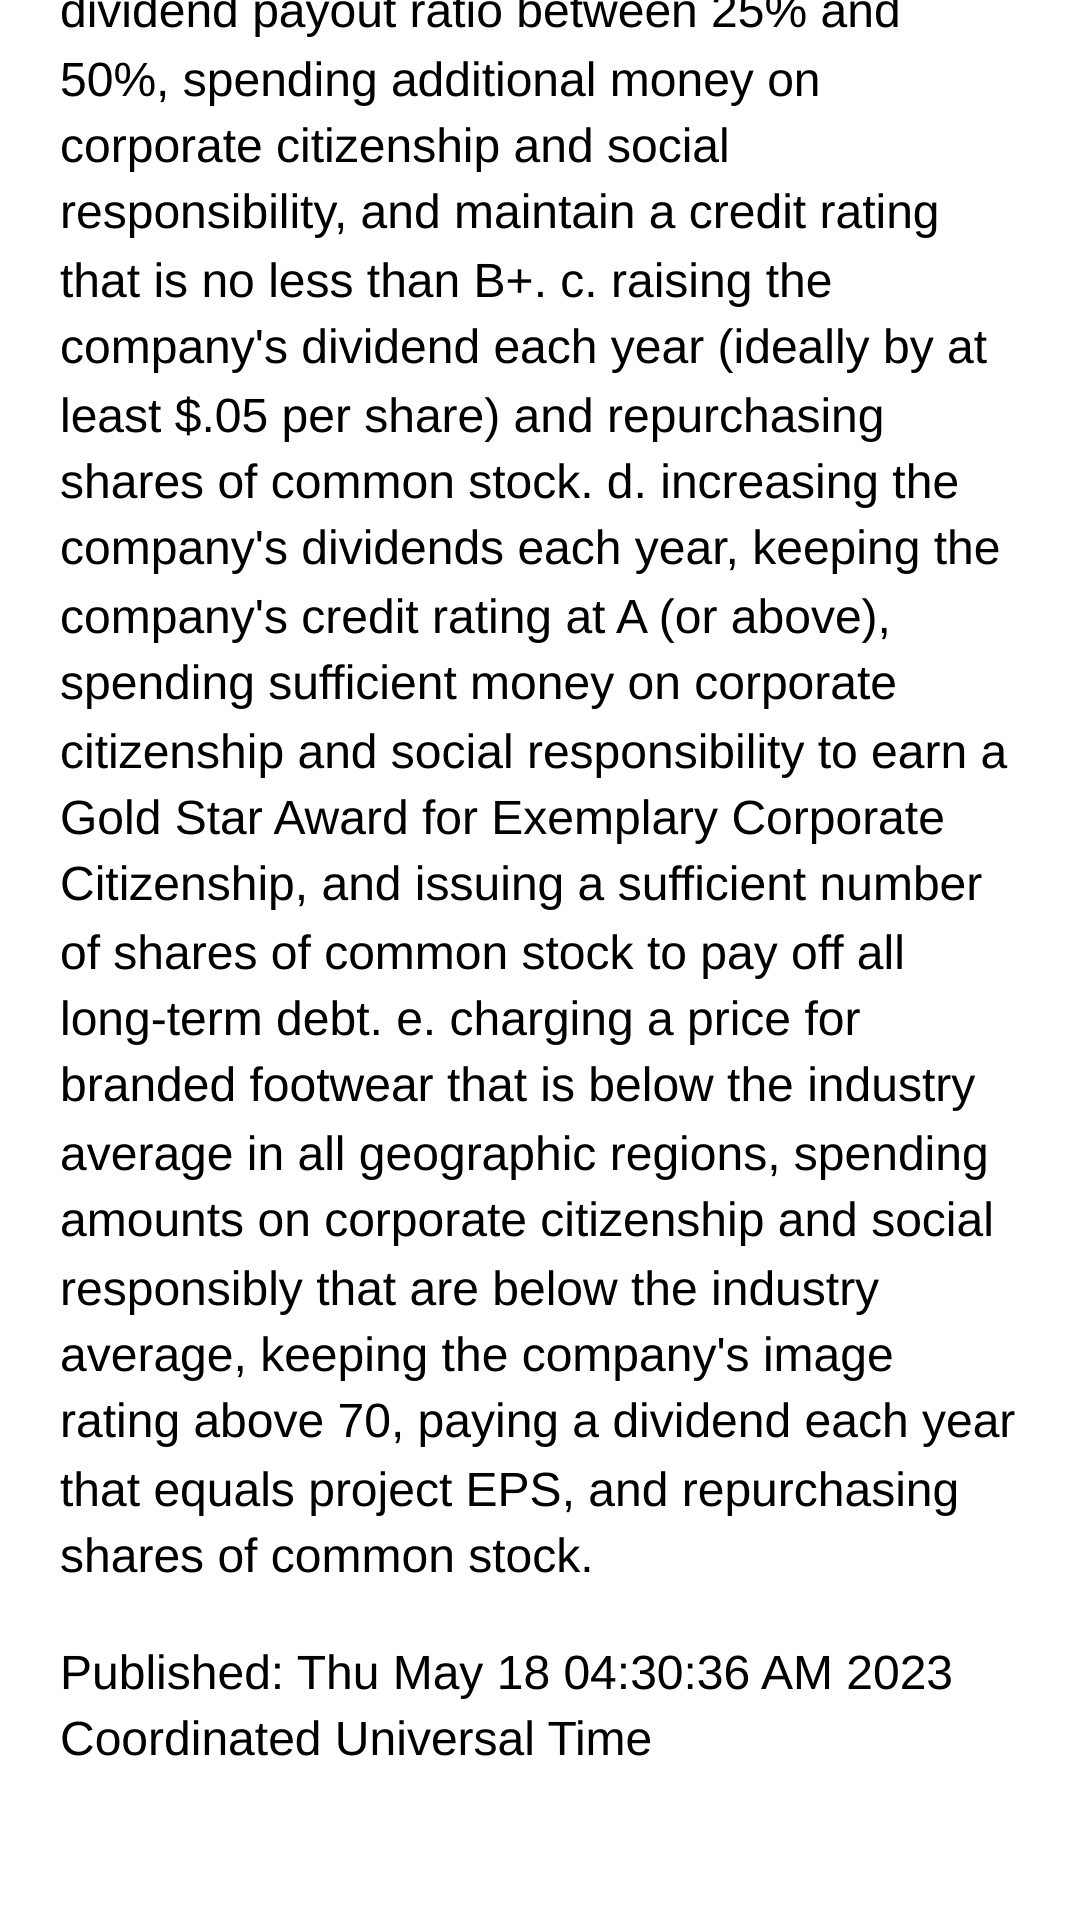 dividend payout ratio between 25% and
50%, spending additional money on
corporate citizenship and social
responsibility, and maintain a credit rating
that is no less than B+. c. raising the
company's dividend each year (ideally by at
least $.05 per share) and repurchasing
shares of common stock. d. increasing the
company's dividends each year, keeping the
company's credit rating at A (or above),
spending sufficient money on corporate
citizenship and social responsibility to earn a
Gold Star Award for Exemplary Corporate
Citizenship, and issuing a sufficient number
of shares of common stock to pay off all
long-term debt. e. charging a price for
branded footwear that is below the industry
average in all geographic regions, spending
amounts on corporate citizenship and social
responsibly that are below the industry
average, keeping the company's image
rating above 70, paying a dividend each year
that equals project EPS, and repurchasing
shares of common stock.
Published: Thu May 18 04:30:36 AM 2023
Coordinated Universal Time